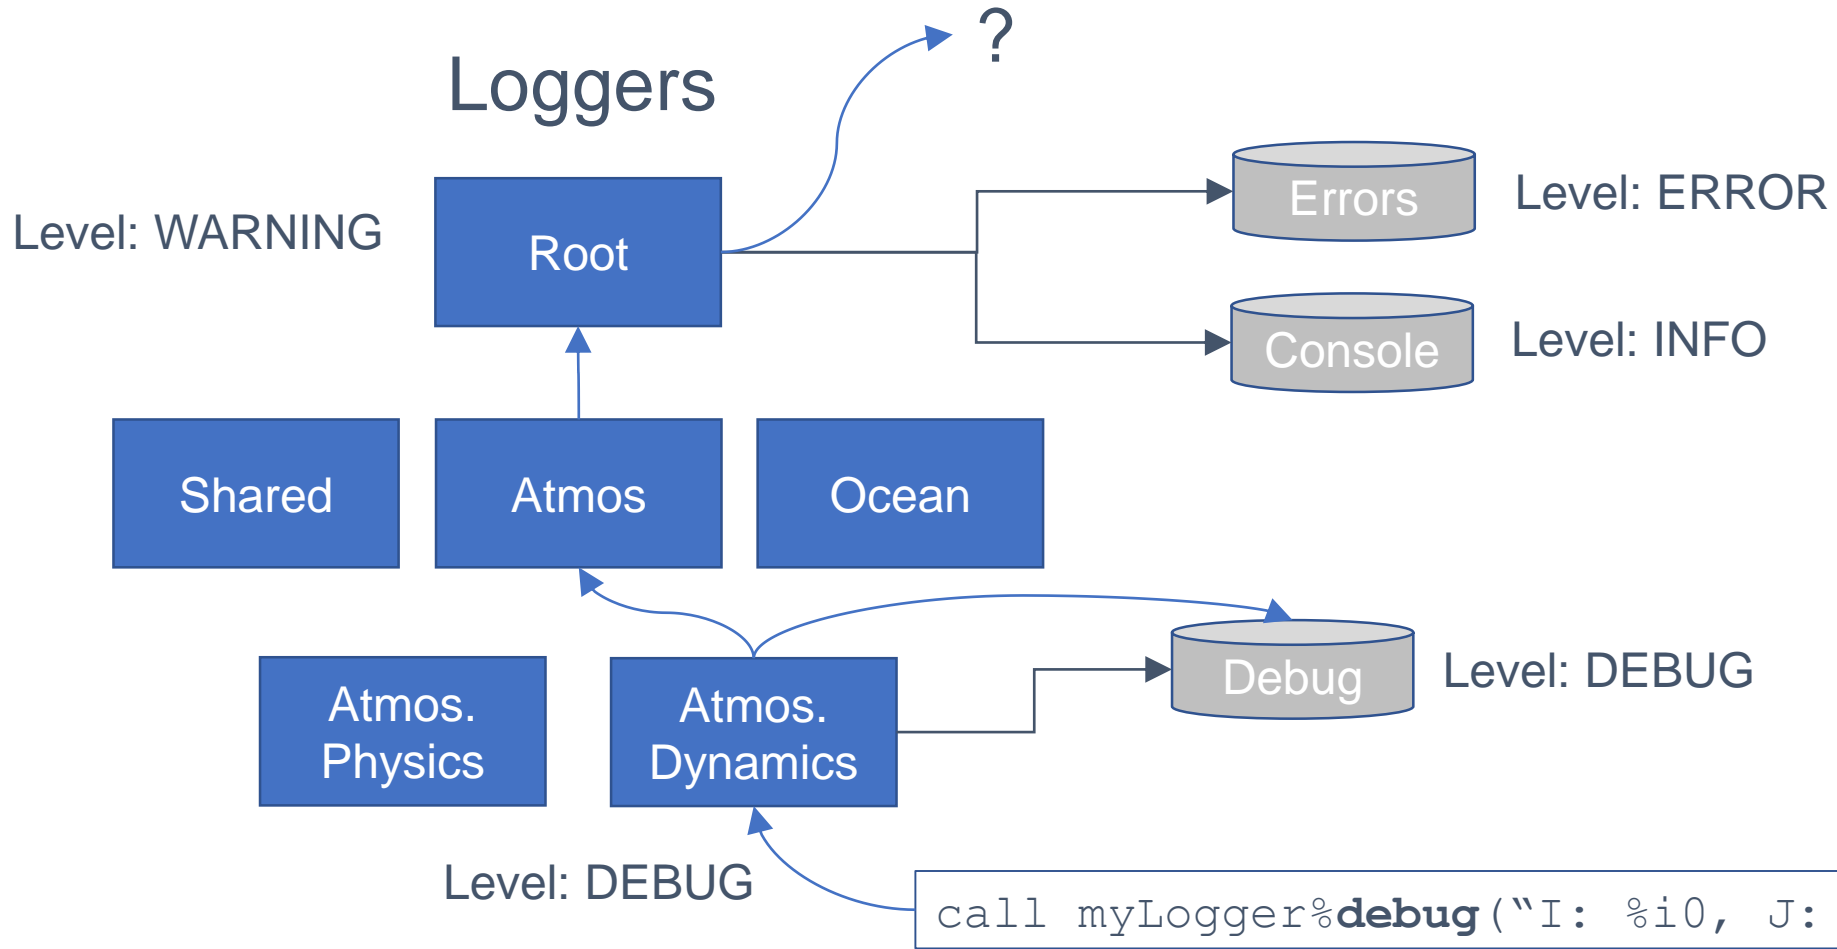 ?
Loggers
Errors
Level: ERROR
Level: WARNING
Root
Console
Level: INFO
Shared
Atmos
Ocean
Atmos.
Physics
Atmos.
Dynamics
Debug
Level: DEBUG
Level: DEBUG
call myLogger%debug(“I: %i0, J: